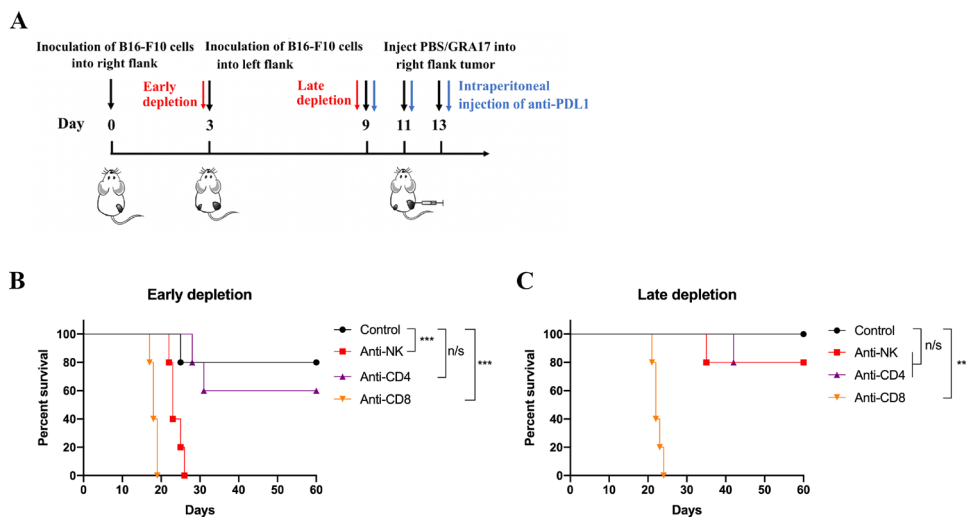 A
Inoculation of B16-F10 cells
into right flank
Inoculation of B16-F10 cells
into left flank
Inject PBS/GRA17 into
right flank tumor
Early
depletion
Late
depletion
Intraperitoneal
injection of anti-PDL1
Day 0 3 9 11 13
B
Early depletion
Percent survival
100
80
60
40
20
0
0 10 20 30 40 50 60
Days
Control
Anti-NK
Anti-CD4
Anti-CD8
***
n/s
***
C
Late depletion
Percent survival
100
80
60
40
20
0
0 20 40 60
Days
Control
Anti-NK
Anti-CD4
Anti-CD8
n/s
**